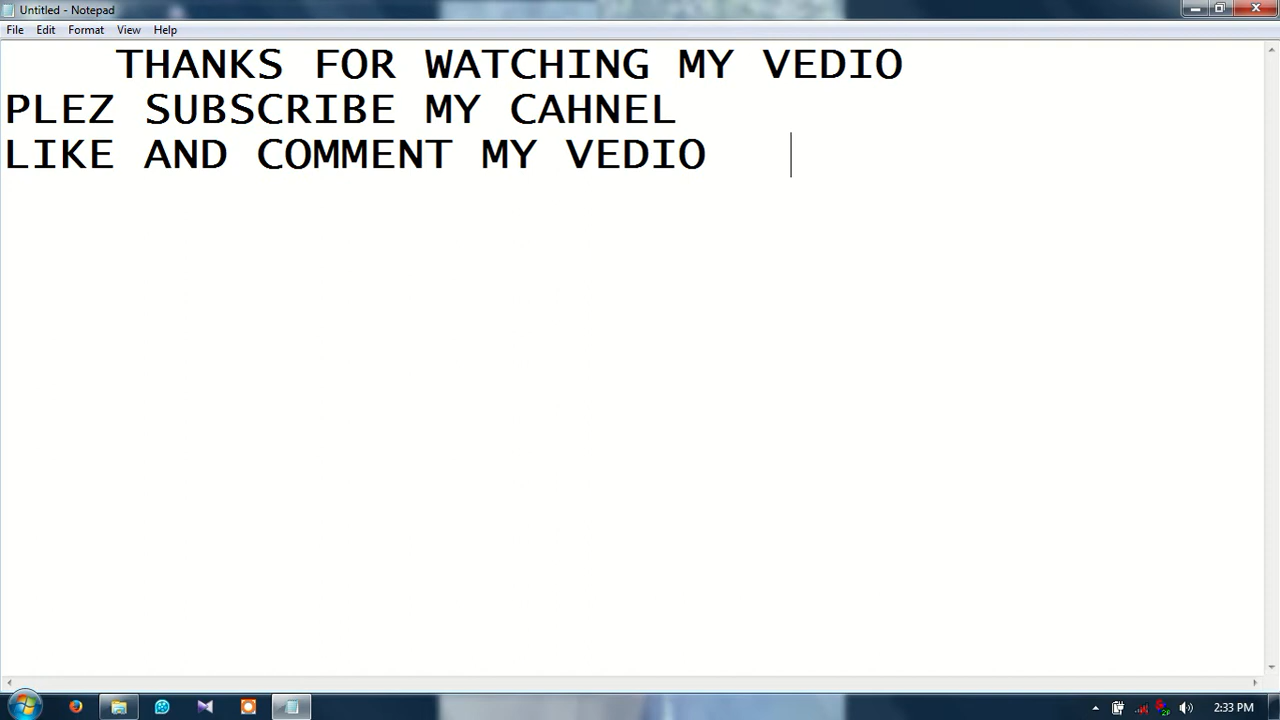 Untitled - Notepad
File Edit Format View Help
THANKS FOR WATCHING MY VEDIO
PLEZ SUBSCRIBE MY CAHNEL
LIKE AND COMMENT MY VEDIO
2:33 PM